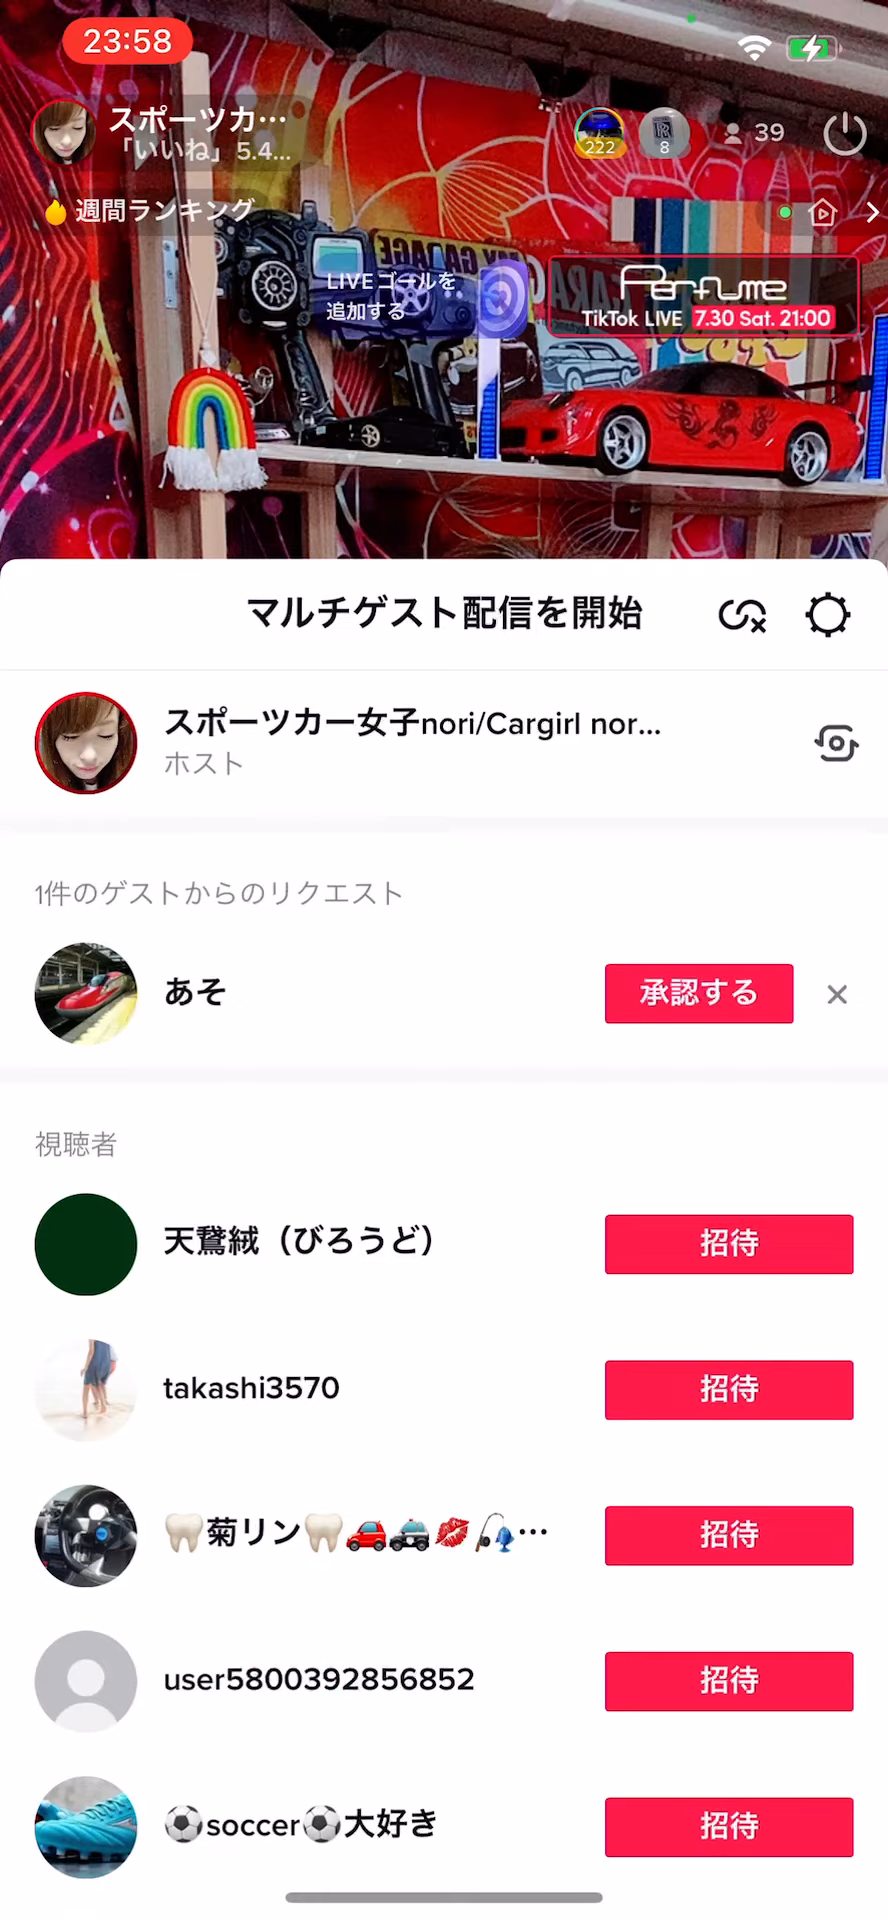 23:58
スポーツカ…
「いいね」5.4...
222
8
39
週間ランキング
LIVEゴールを
追加する
Perfume
TikTok LIVE 7.30 Sat. 21:00
マルチゲスト配信を開始
スポーツカー女子nori/Cargirl nor...
ホスト
1件のゲストからのリクエスト
あそ
承認する
視聴者
天鵞絨（びろうど）
招待
takashi3570
招待
🦷菊リン🦷🚗🚓💋🎣…
招待
user5800392856852
招待
⚽soccer⚽大好き
招待